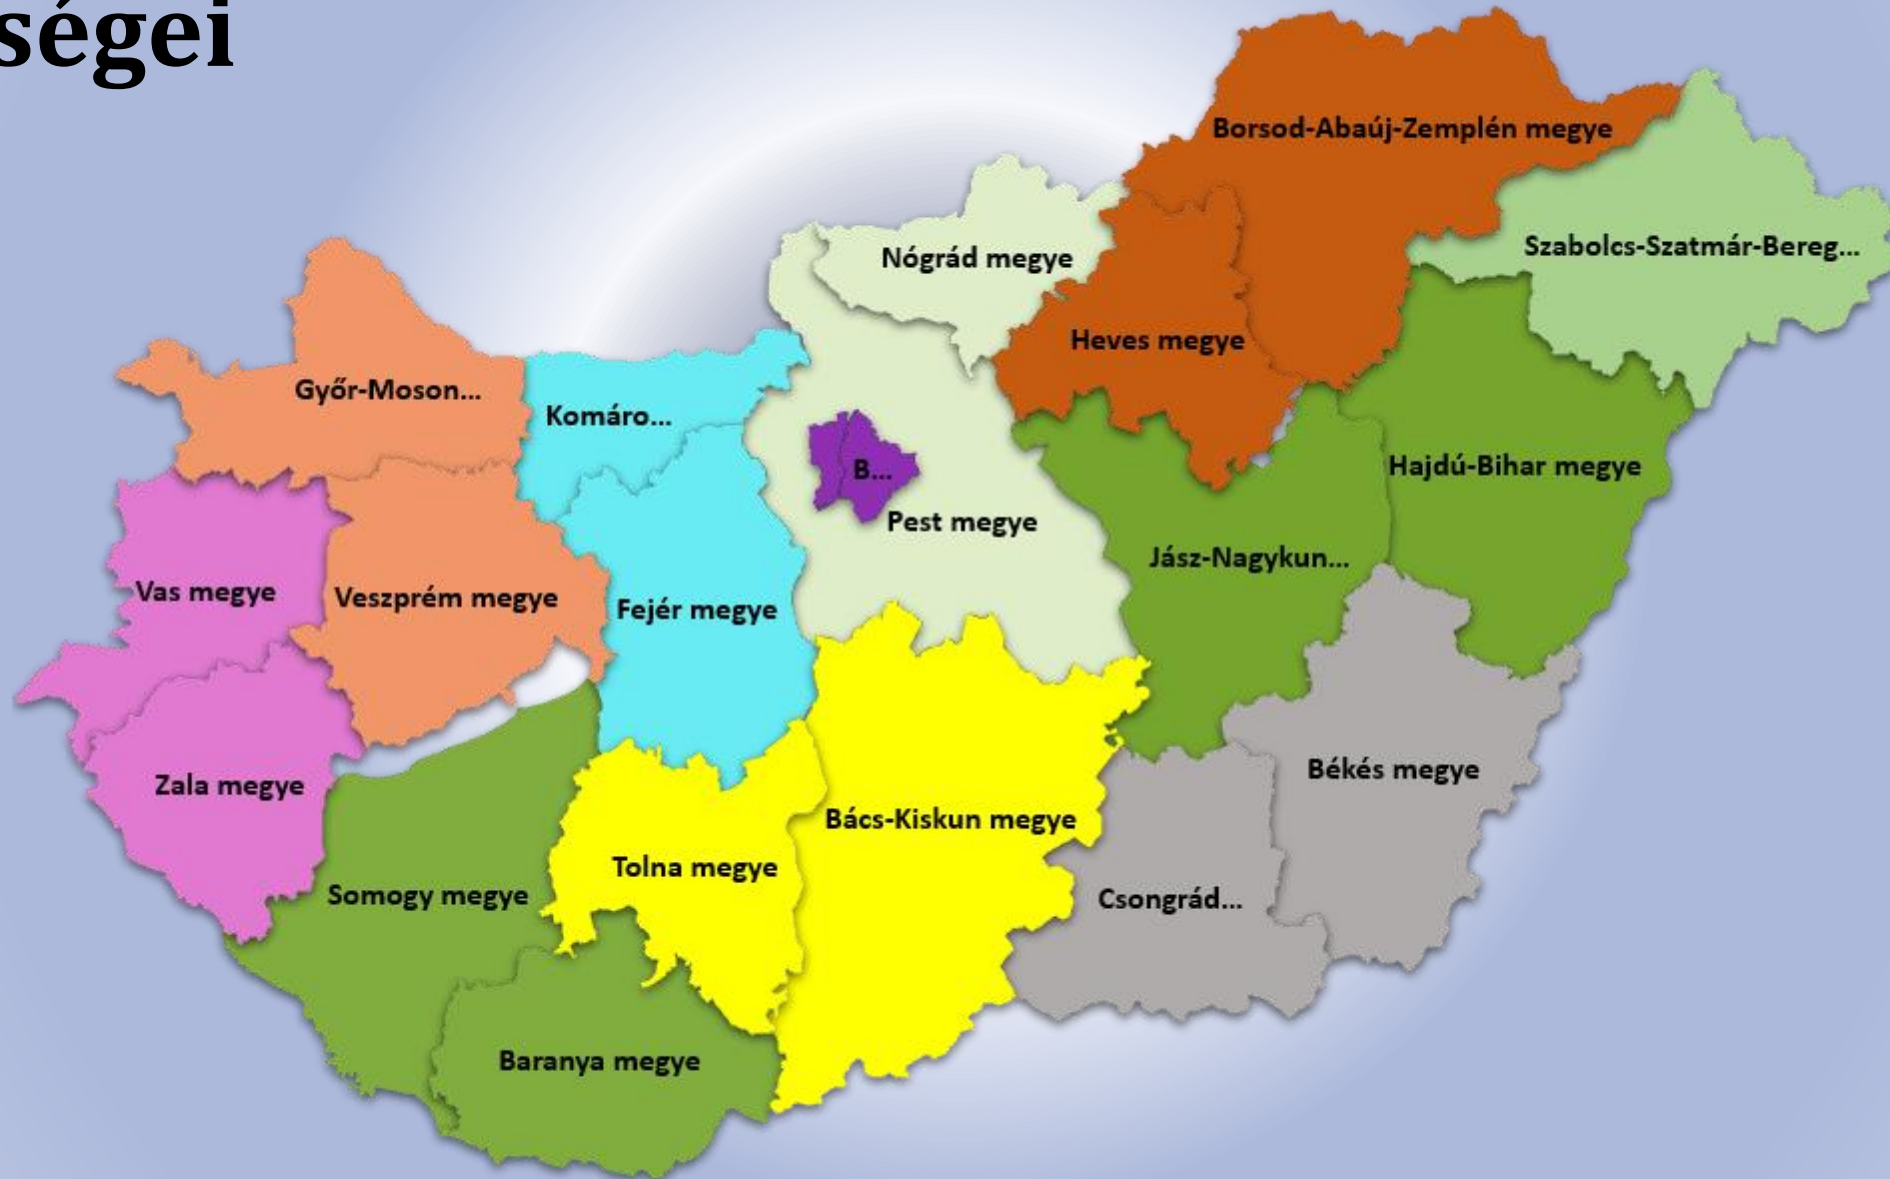 ségei
Borsod-Abaúj-Zemplén megye
Szabolcs-Szatmár-Bereg...
Nógrád megye
Heves megye
Győr-Moson...
Komáro...
B...
Hajdú-Bihar megye
Pest megye
Jász-Nagykun...
Vas megye
Veszprém megye
Fejér megye
Zala megye
Békés megye
Bács-Kiskun megye
Tolna megye
Somogy megye
Csongrád...
Baranya megye